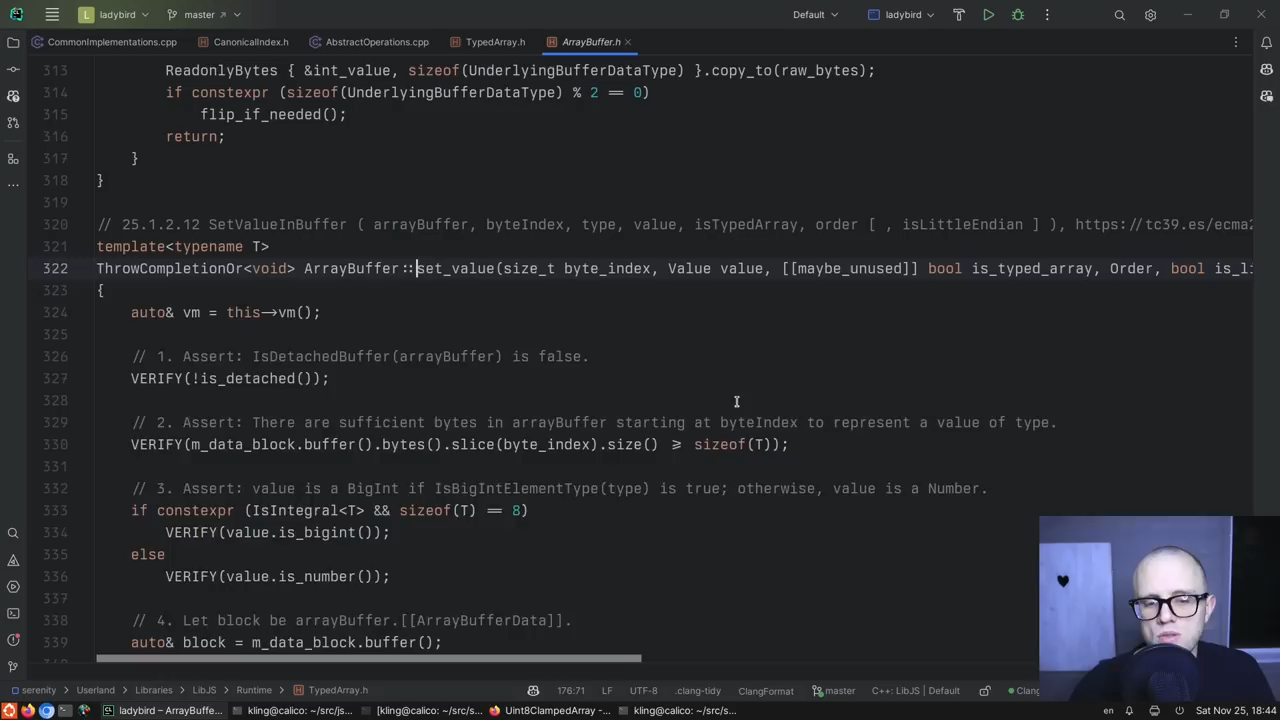 ladybird
master
Default
ladybird
CommonImplementations.cpp
CanonicalIndex.h
AbstractOperations.cpp
TypedArray.h
ArrayBuffer.h
313 ReadonlyBytes { &int_value, sizeof(UnderlyingBufferDataType) }.copy_to(raw_bytes);
314 if constexpr (sizeof(UnderlyingBufferDataType) % 2 == 0)
315 flip_if_needed();
316 return;
317 }
318 }
319
320 // 25.1.2.12 SetValueInBuffer ( arrayBuffer, byteIndex, type, value, isTypedArray, order [ , isLittleEndian ] ), https://tc39.es/ecma2
321 template<typename T>
322 ThrowCompletionOr<void> ArrayBuffer::set_value(size_t byte_index, Value value, [[maybe_unused]] bool is_typed_array, Order, bool is_li
323 {
324 auto& vm = this->vm();
325
326 // 1. Assert: IsDetachedBuffer(arrayBuffer) is false.
327 VERIFY(!is_detached());
328
329 // 2. Assert: There are sufficient bytes in arrayBuffer starting at byteIndex to represent a value of type.
330 VERIFY(m_data_block.buffer().bytes().slice(byte_index).size() >= sizeof(T));
331
332 // 3. Assert: value is a BigInt if IsBigIntElementType(type) is true; otherwise, value is a Number.
333 if constexpr (IsIntegral<T> && sizeof(T) == 8)
334 VERIFY(value.is_bigint());
335 else
336 VERIFY(value.is_number());
337
338 // 4. Let block be arrayBuffer.[[ArrayBufferData]].
339 auto& block = m_data_block.buffer();
serenity > Userland > Libraries > LibJS > Runtime > TypedArray.h
176:71 LF UTF-8 .clang-tidy ClangFormat master C++: LibJS | Default Clan
ladybird – ArrayBuffe...
kling@calico: ~/src/js...
[kling@calico: ~/src/s...
Uint8ClampedArray -...
kling@calico: ~/src/s...
en
Sat Nov 25, 18:44